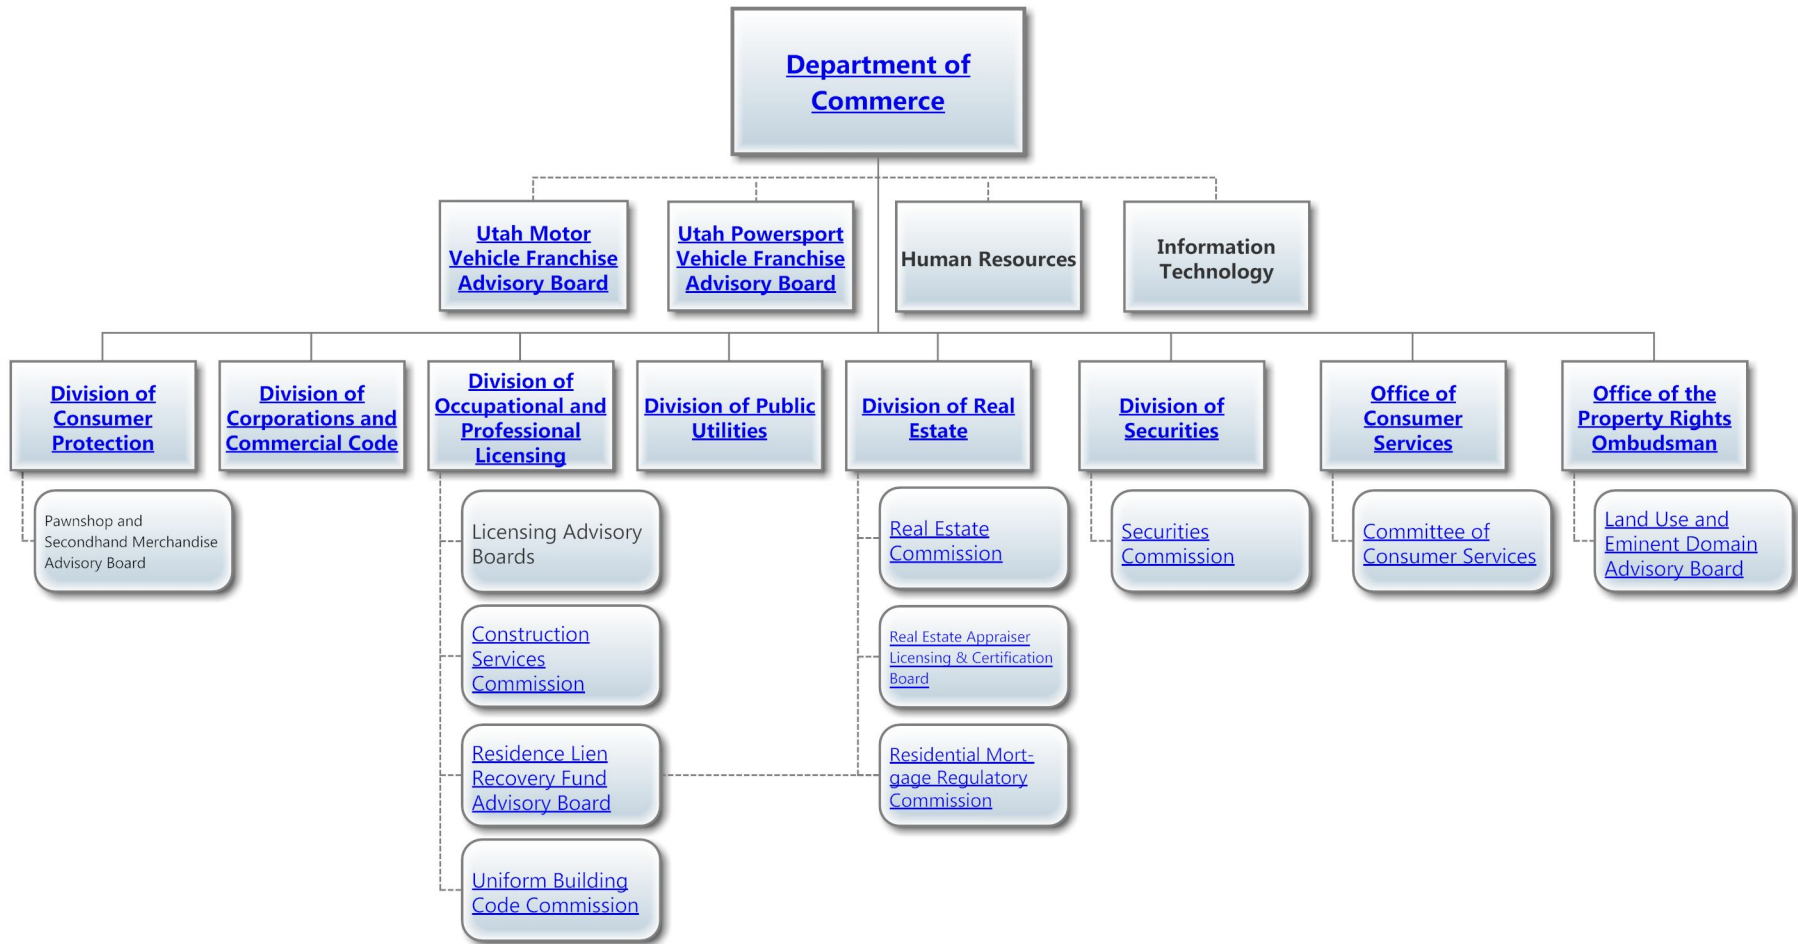 Department of
Commerce
Utah Motor
Vehicle Franchise
Advisory Board
Utah Powersport
Vehicle Franchise
Advisory Board
Human Resources
Information
Technology
Division of
Consumer
Protection
Division of
Corporations and
Commercial Code
Division of
Occupational and
Professional
Licensing
Division of Public
Utilities
Division of Real
Estate
Division of
Securities
Office of
Consumer
Services
Office of the
Property Rights
Ombudsman
Pawnshop and
Secondhand Merchandise
Advisory Board
Licensing Advisory
Boards
Real Estate
Commission
Securities
Commission
Committee of
Consumer Services
Land Use and
Eminent Domain
Advisory Board
Construction
Services
Commission
Real Estate Appraiser
Licensing & Certification
Board
Residence Lien
Recovery Fund
Advisory Board
Residential Mort-
gage Regulatory
Commission
Uniform Building
Code Commission